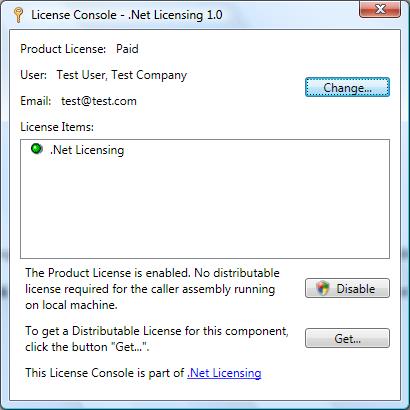 License Console - .Net Licensing 1.0
Product License: Paid
User: Test User, Test Company
Change...
Email: test@test.com
License Items:
.Net Licensing
The Product License is enabled. No distributable
license required for the caller assembly running
on local machine.
Disable
To get a Distributable License for this component,
click the button "Get...".
Get...
This License Console is part of .Net Licensing